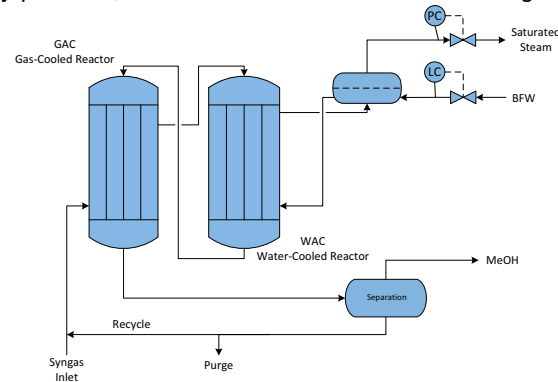 GAC
Gas-Cooled Reactor
PC
Saturated
Steam
LC
BFW
WAC
Water-Cooled Reactor
MeOH
Separation
Recycle
Purge
Syngas
Inlet